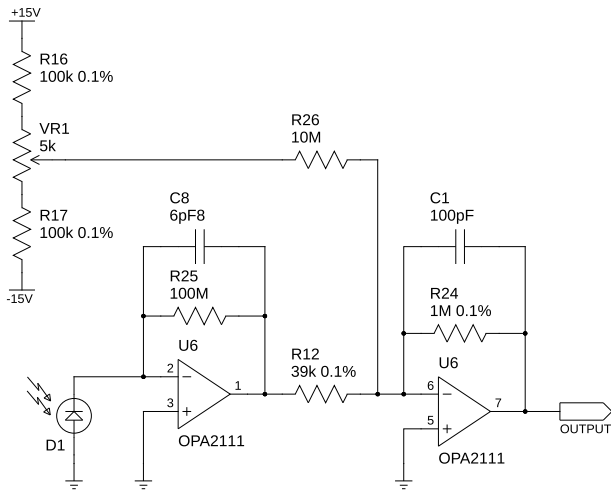 +15V
R16
100k 0.1%
VR1
5k
R26
10M
R17
100k 0.1%
-15V
C8
6pF8
C1
100pF
R25
100M
R24
1M 0.1%
U6
2
3
1
R12
39k 0.1%
U6
6
5
7
OPA2111
OPA2111
D1
OUTPUT